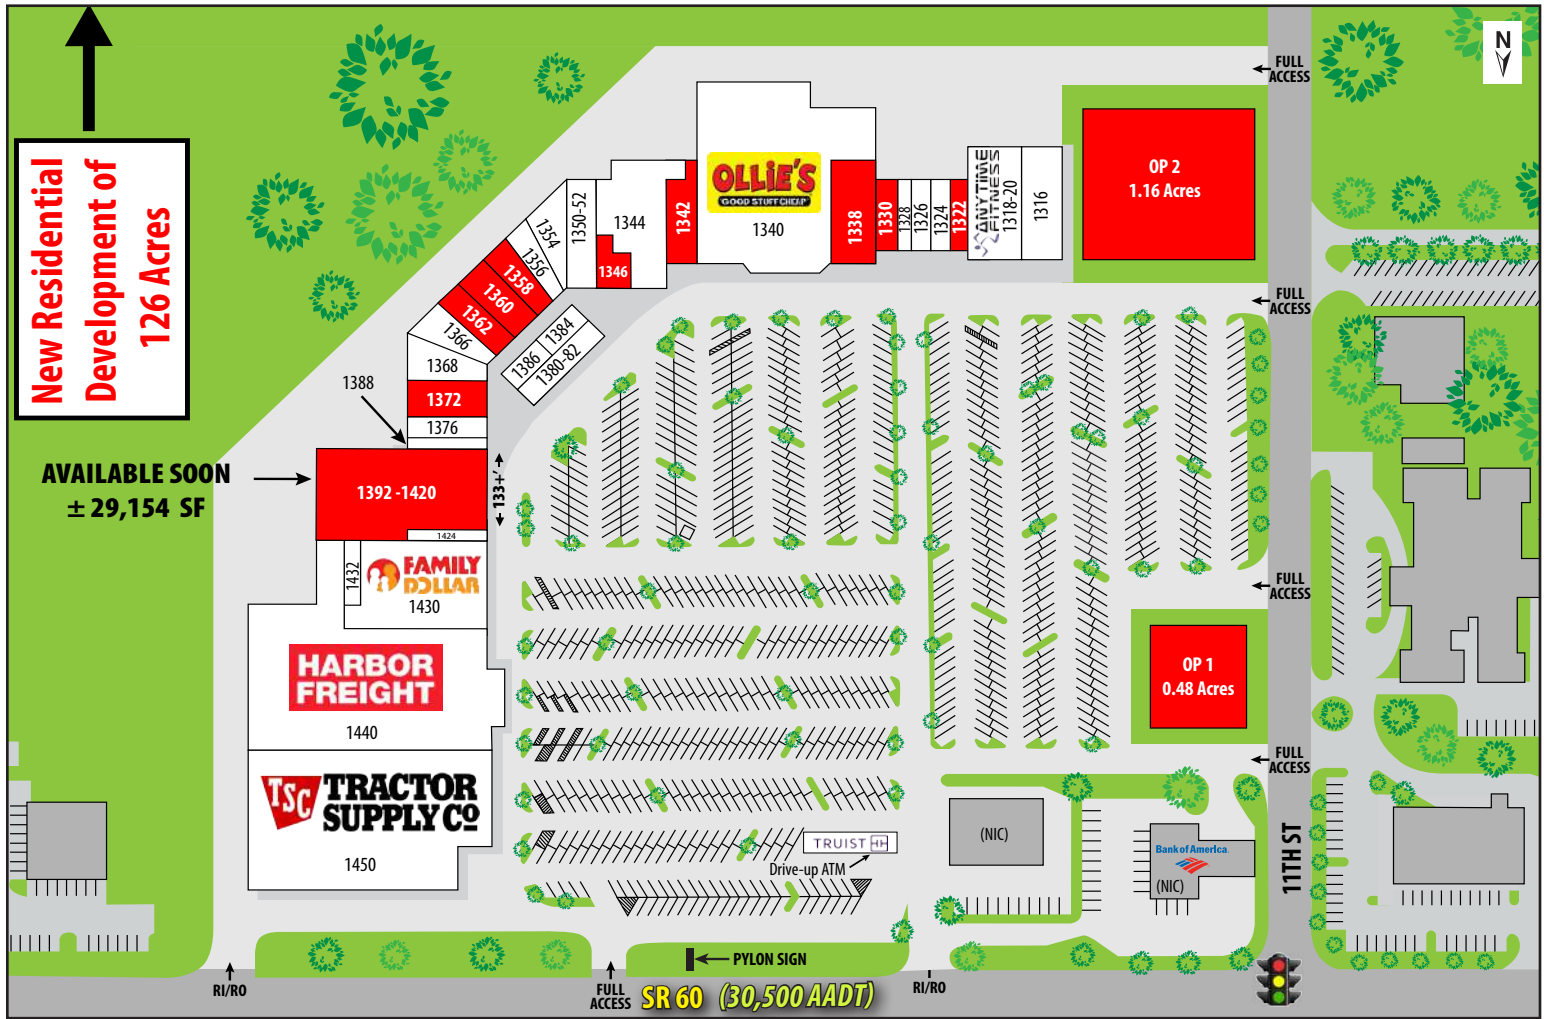 N
FULL
ACCESS
New Residential
Development of
126 Acres
OP 2
1.16 Acres
OLLIE'S
GOOD STUFF CHEAP
1340
1342
1338
1330
1328
1326
1324
1322
ANYTIME
FITNESS
1318-20
1316
1350-52
1344
1346
1354
1356
1358
1360
1362
1366
1368
1384
1386
1380-82
FULL
ACCESS
1388
1372
1376
AVAILABLE SOON
± 29,154 SF
1392 -1420
133+'
1424
1432
FAMILY
DOLLAR
1430
FULL
ACCESS
HARBOR
FREIGHT
1440
OP 1
0.48 Acres
FULL
ACCESS
TSC
TRACTOR
SUPPLY CO
1450
TRUIST
Drive-up ATM
(NIC)
Bank of America
(NIC)
11TH ST
PYLON SIGN
RI/RO
FULL
ACCESS
SR 60 (30,500 AADT)
RI/RO